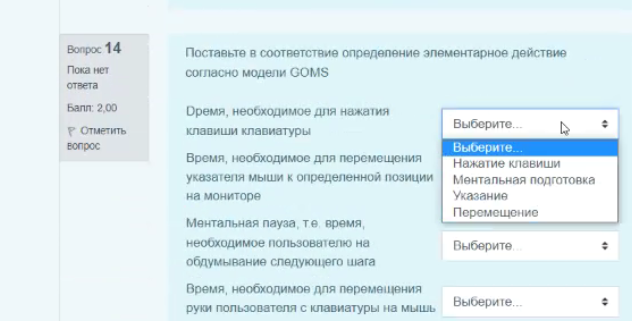 Вопрос 14
Пока нет
ответа
Балл: 2,00
Отметить
вопрос
Поставьте в соответствие определение элементарное действие
согласно модели GOMS
Dремя, необходимое для нажатия
клавиши клавиатуры
Выберите...
Выберите...
Нажатие клавиши
Ментальная подготовка
Указание
Перемещение
Время, необходимое для перемещения
указателя мыши к определенной позиции
на мониторе
Ментальная пауза, т.е. время,
необходимое пользователю на
обдумывание следующего шага
Выберите...
Время, необходимое для перемещения
руки пользователя с клавиатуры на мышь
Выберите...